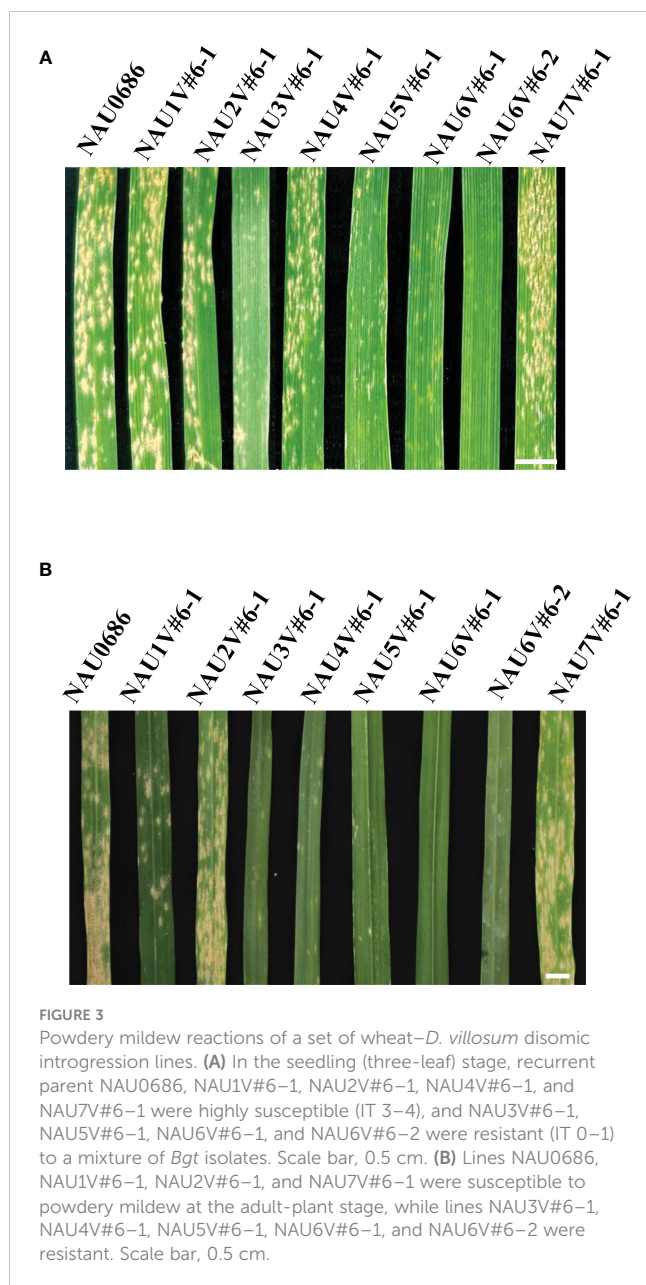 A
NAU0686
NAU1V#6-1
NAU2V#6-1
NAU3V#6-1
NAU4V#6-1
NAU5V#6-1
NAU6V#6-1
NAU6V#6-2
NAU7V#6-1
B
NAU0686
NAU1V#6-1
NAU2V#6-1
NAU3V#6-1
NAU4V#6-1
NAU5V#6-1
NAU6V#6-1
NAU6V#6-2
NAU7V#6-1
FIGURE 3
Powdery mildew reactions of a set of wheat–D. villosum disomic
introgression lines. (A) In the seedling (three-leaf) stage, recurrent
parent NAU0686, NAU1V#6–1, NAU2V#6–1, NAU4V#6–1, and
NAU7V#6–1 were highly susceptible (IT 3–4), and NAU3V#6–1,
NAU5V#6–1, NAU6V#6–1, and NAU6V#6–2 were resistant (IT 0–1)
to a mixture of Bgt isolates. Scale bar, 0.5 cm. (B) Lines NAU0686,
NAU1V#6–1, NAU2V#6–1, and NAU7V#6–1 were susceptible to
powdery mildew at the adult-plant stage, while lines NAU3V#6–1,
NAU4V#6–1, NAU5V#6–1, NAU6V#6–1, and NAU6V#6–2 were
resistant. Scale bar, 0.5 cm.